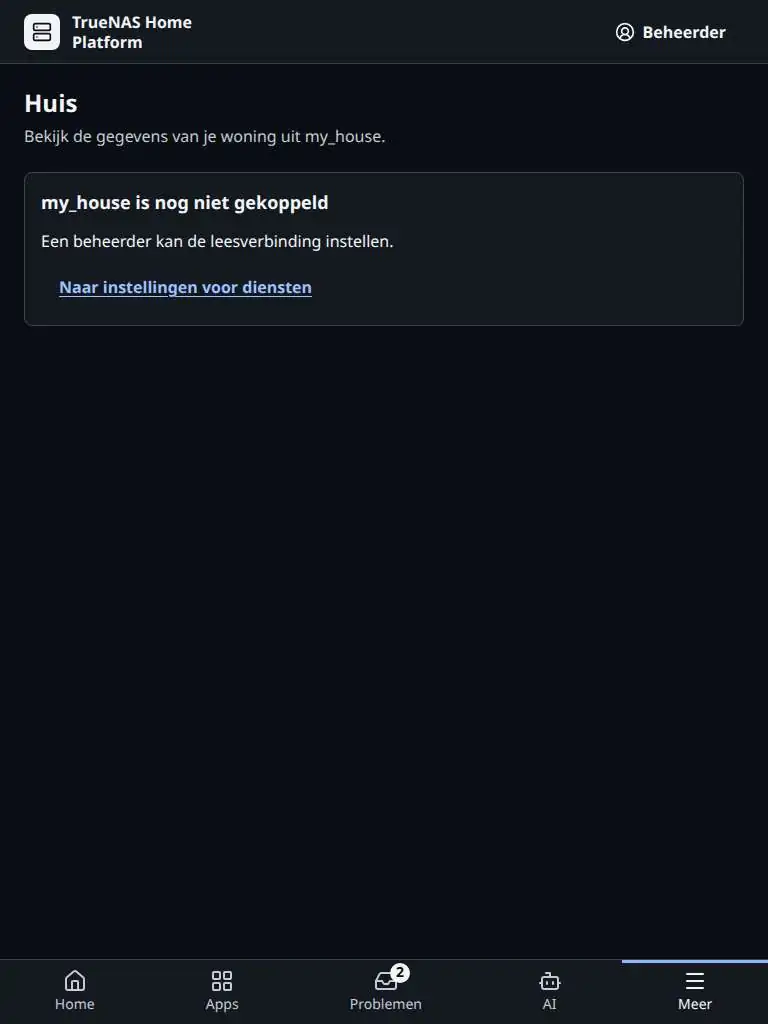 TrueNAS Home
Platform
Beheerder
Huis
Bekijk de gegevens van je woning uit my_house.
my_house is nog niet gekoppeld
Een beheerder kan de leesverbinding instellen.
Naar instellingen voor diensten
2
Home
Apps
Problemen
AI
Meer